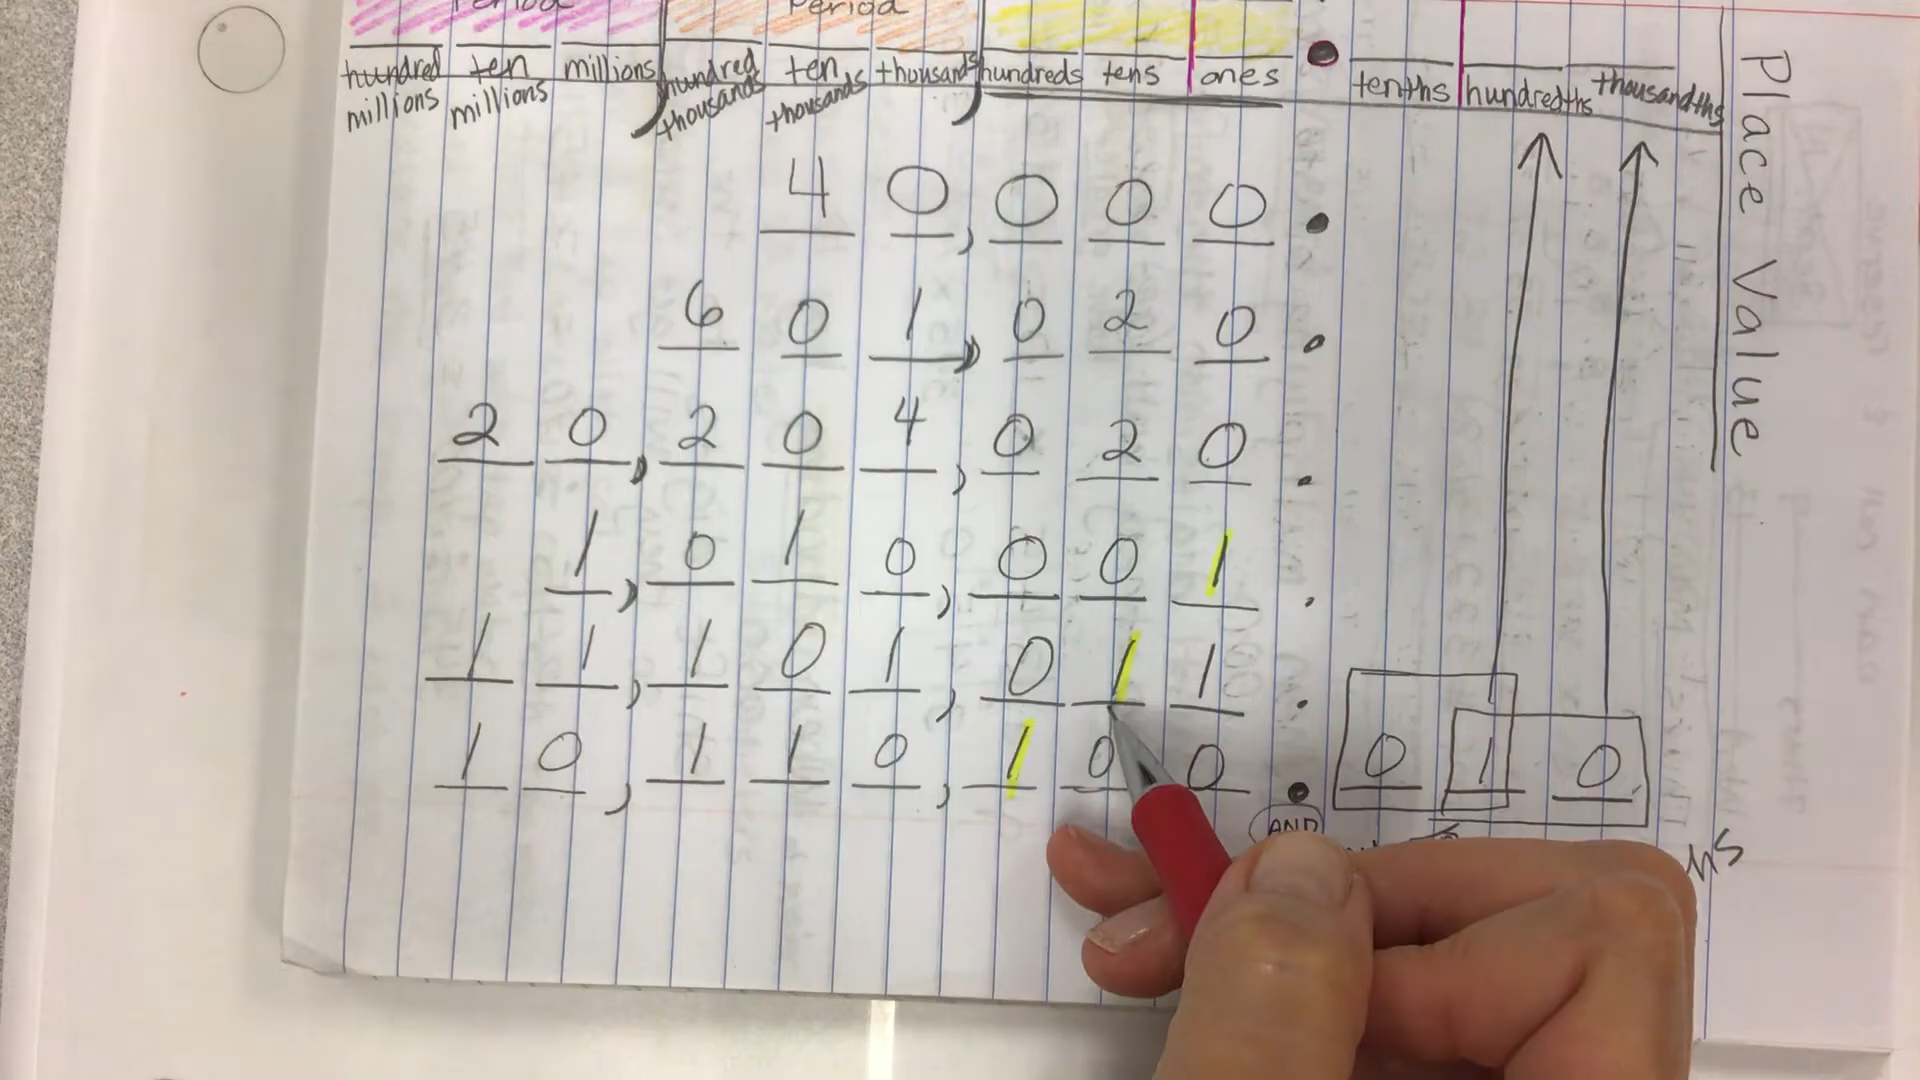 Period Period
hundred millions ten millions millions hundred thousands ten thousands thousands hundreds tens ones • tenths hundredths thousandths
Place Value
4 0, 0 0 0 .
6 0 1, 0 2 0 .
2 0, 2 0 4, 0 2 0 .
1, 0 1 0, 0 0 1 .
1 1, 1 0 1, 0 1 1 .
1 0, 1 1 0, 1 0 0 . 0 1 0
AND